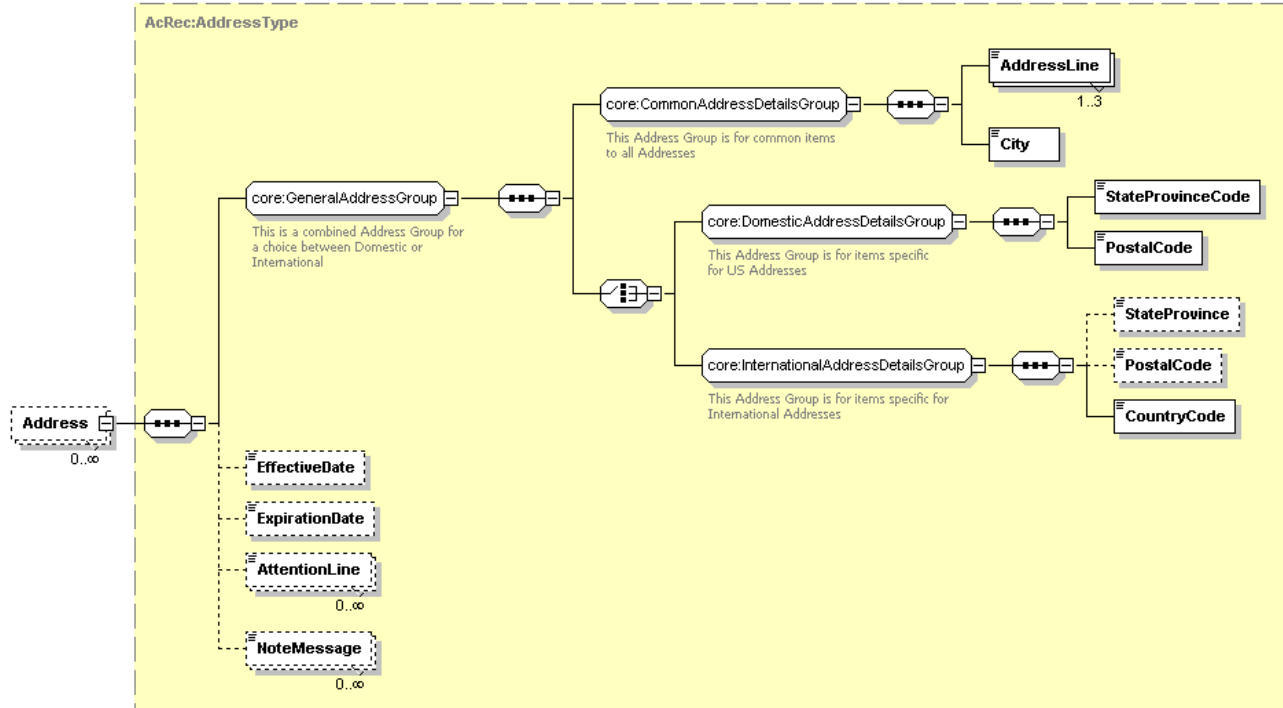 AcRec:AddressType
AddressLine
1..3
core:CommonAddressDetailsGroup
This Address Group is for common items
to all Addresses
City
core:GeneralAddressGroup
This is a combined Address Group for
a choice between Domestic or
International
StateProvinceCode
core:DomesticAddressDetailsGroup
This Address Group is for items specific
for US Addresses
PostalCode
StateProvince
core:InternationalAddressDetailsGroup
This Address Group is for items specific for
International Addresses
PostalCode
CountryCode
Address
0..∞
EffectiveDate
ExpirationDate
AttentionLine
0..∞
NoteMessage
0..∞